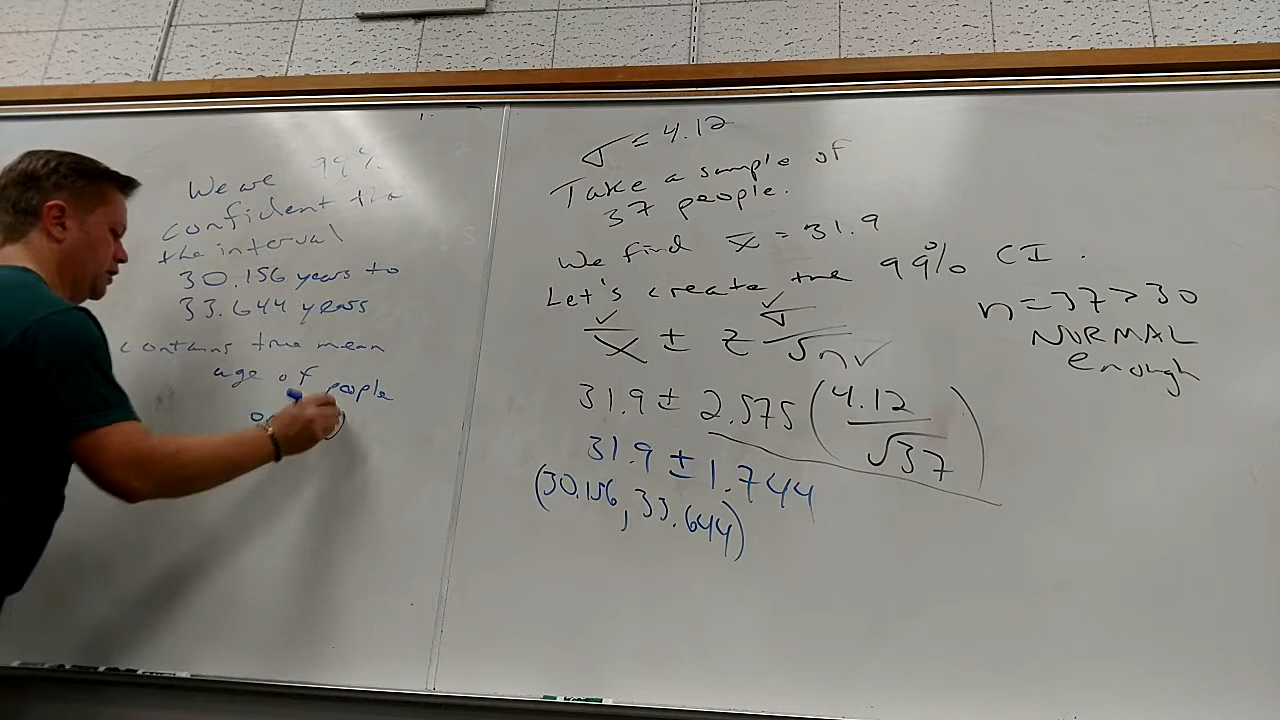 We are 99%
confident tha
the interval
30.156 years to
33.644 years
contains true mean
age of people
σ = 4.12
Take a sample of
37 people.
We find x̅ = 31.9
Let's create the 99% CI.
x̅ ± z σ/√n
n = 37 > 30
NORMAL
enough
31.9 ± 2.575 (4.12/√37)
31.9 ± 1.744
(30.156, 33.644)